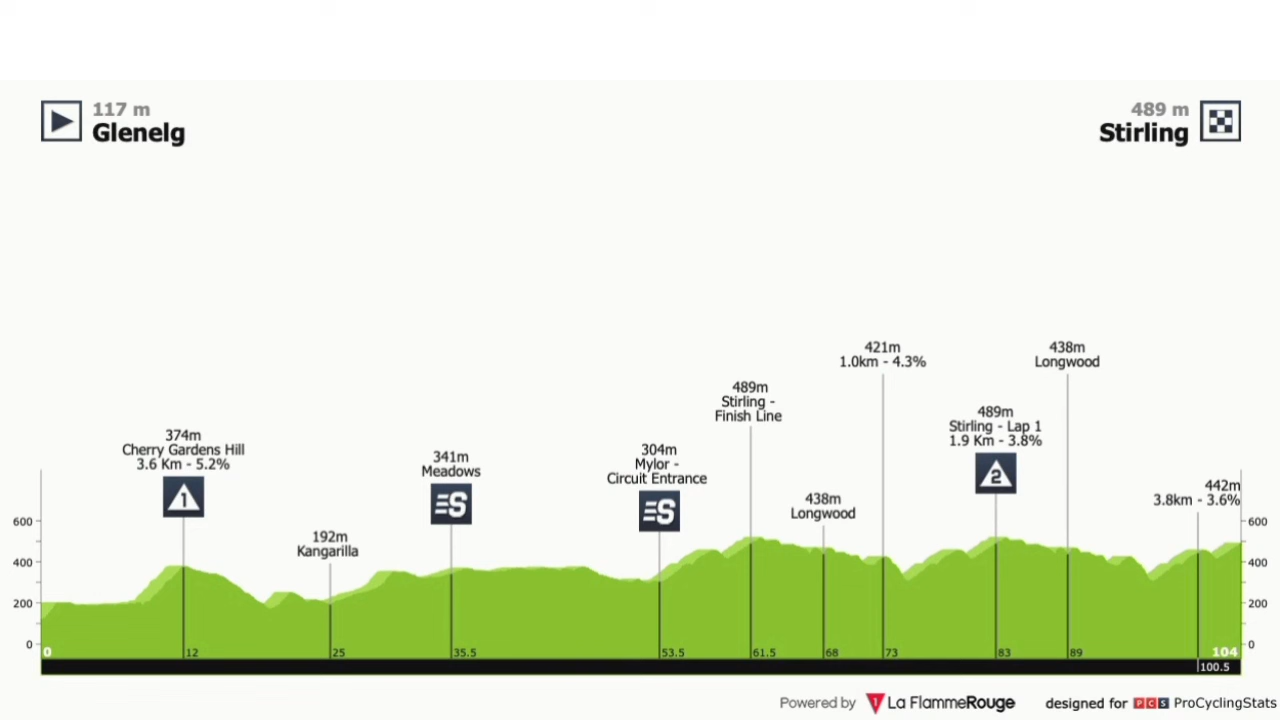 117 m
Glenelg
489 m
Stirling
421m
1.0km - 4.3%
438m
Longwood
489m
Stirling -
Finish Line
489m
Stirling - Lap 1
1.9 Km - 3.8%
2
374m
Cherry Gardens Hill
3.6 Km - 5.2%
1
341m
Meadows
S
304m
Mylor -
Circuit Entrance
S
442m
3.8km - 3.6%
438m
Longwood
192m
Kangarilla
600
400
200
0
600
400
200
0
0
12
25
35.5
53.5
61.5
68
73
83
89
104
100.5
Powered by 1 La FlammeRouge designed for PCS ProCyclingStats